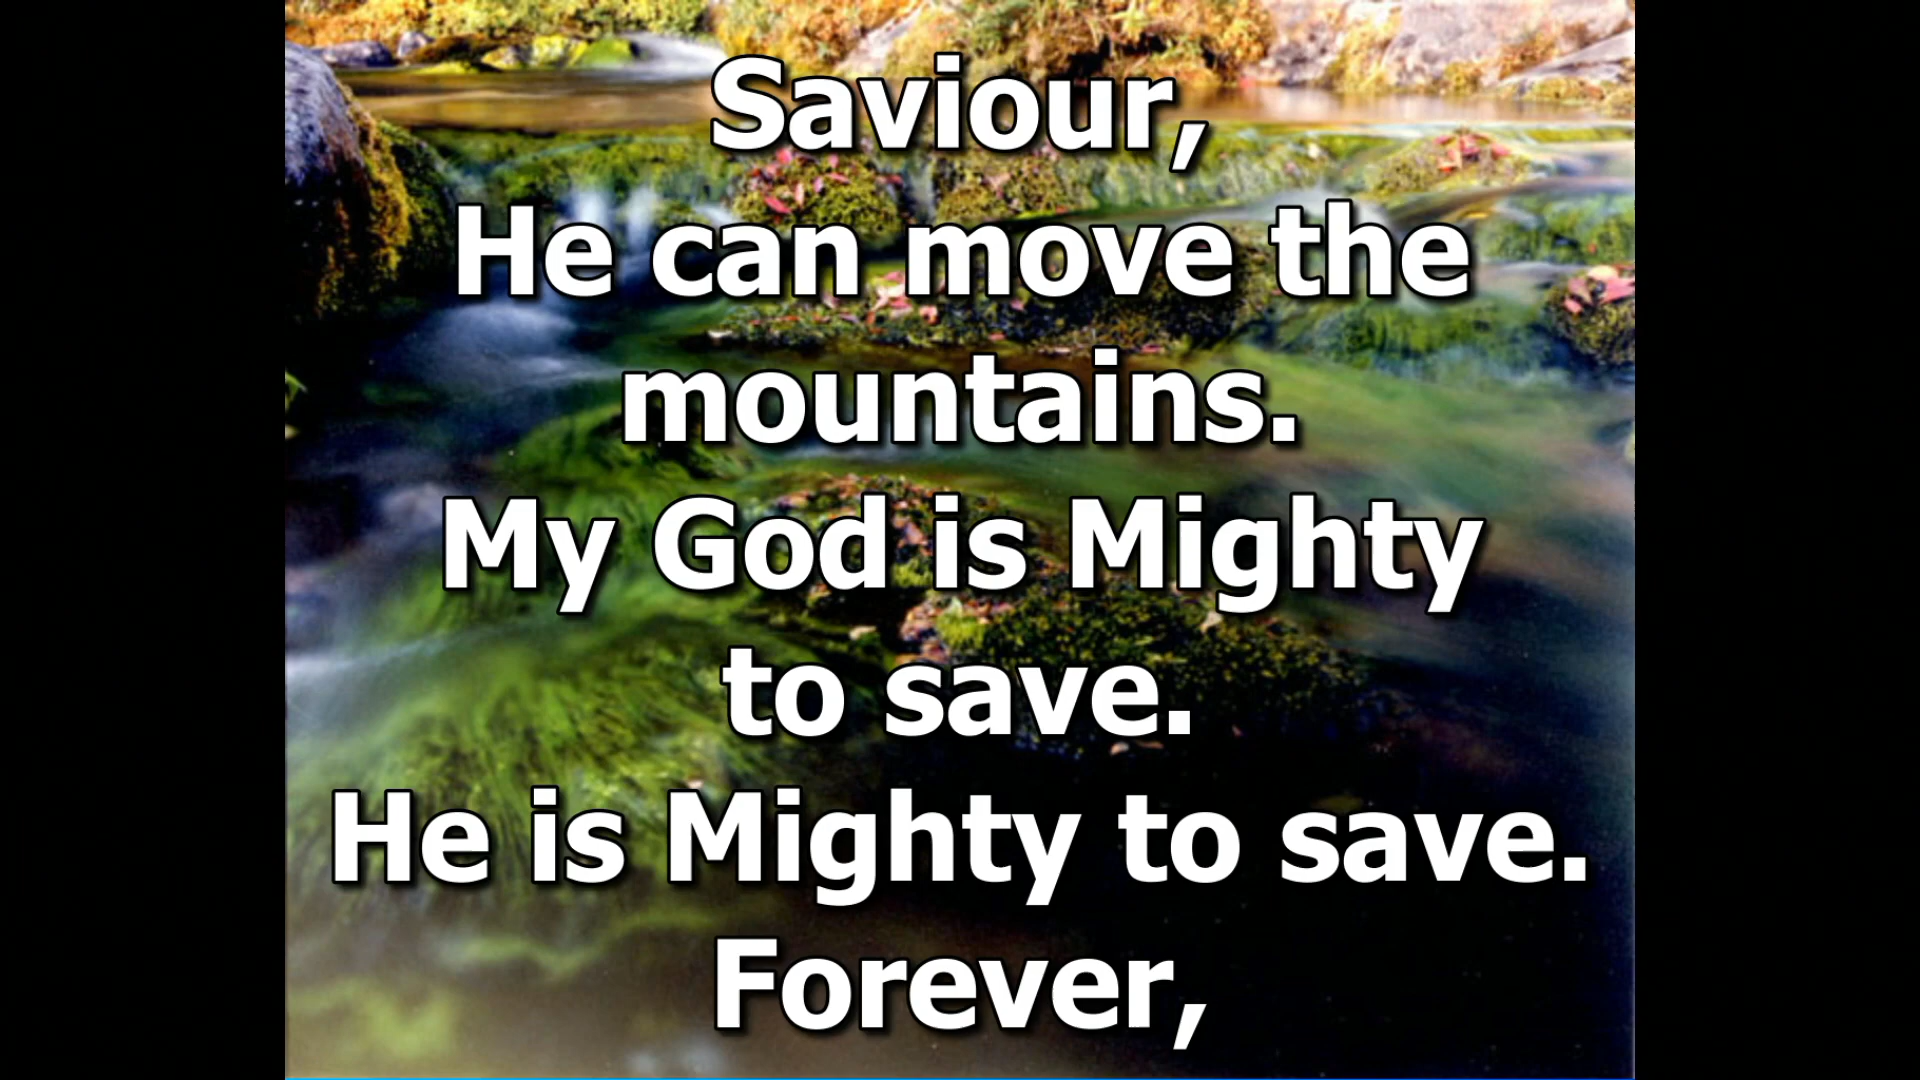 Saviour,
He can move the
mountains.
My God is Mighty
to save.
He is Mighty to save.
Forever,